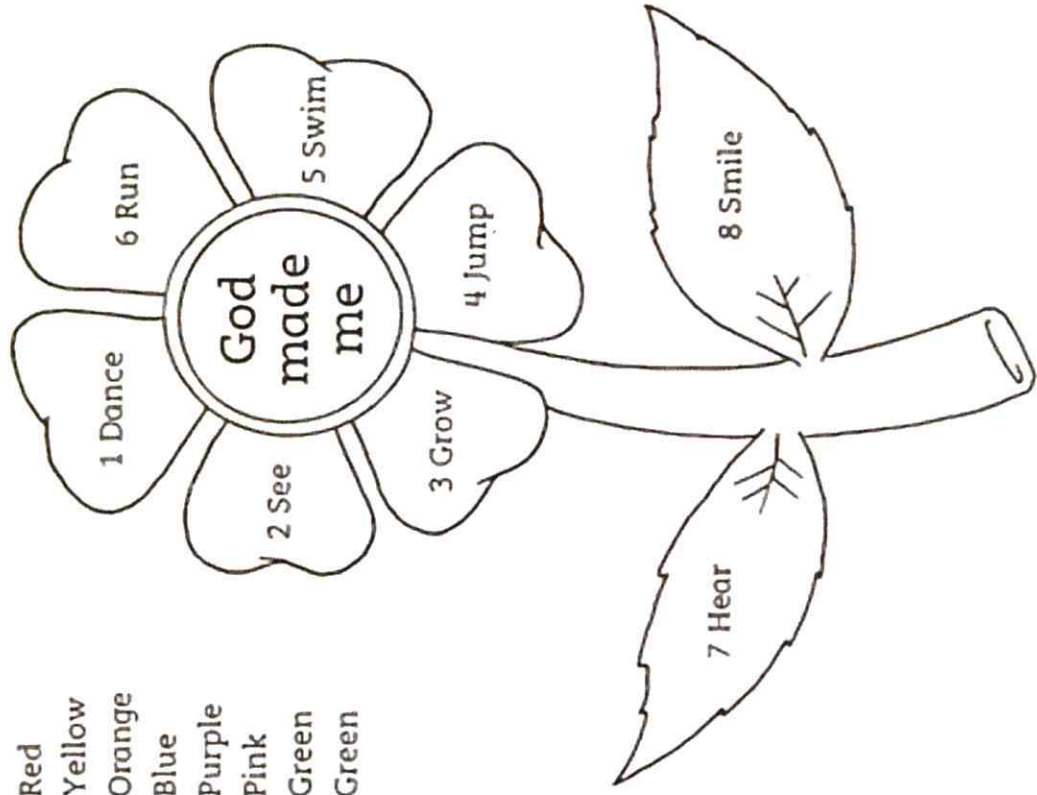 Red
Yellow
Orange
Blue
Purple
Pink
Green
Green
1 Dance
6 Run
2 See
God
made
me
5 Swim
3 Grow
4 Jump
7 Hear
8 Smile